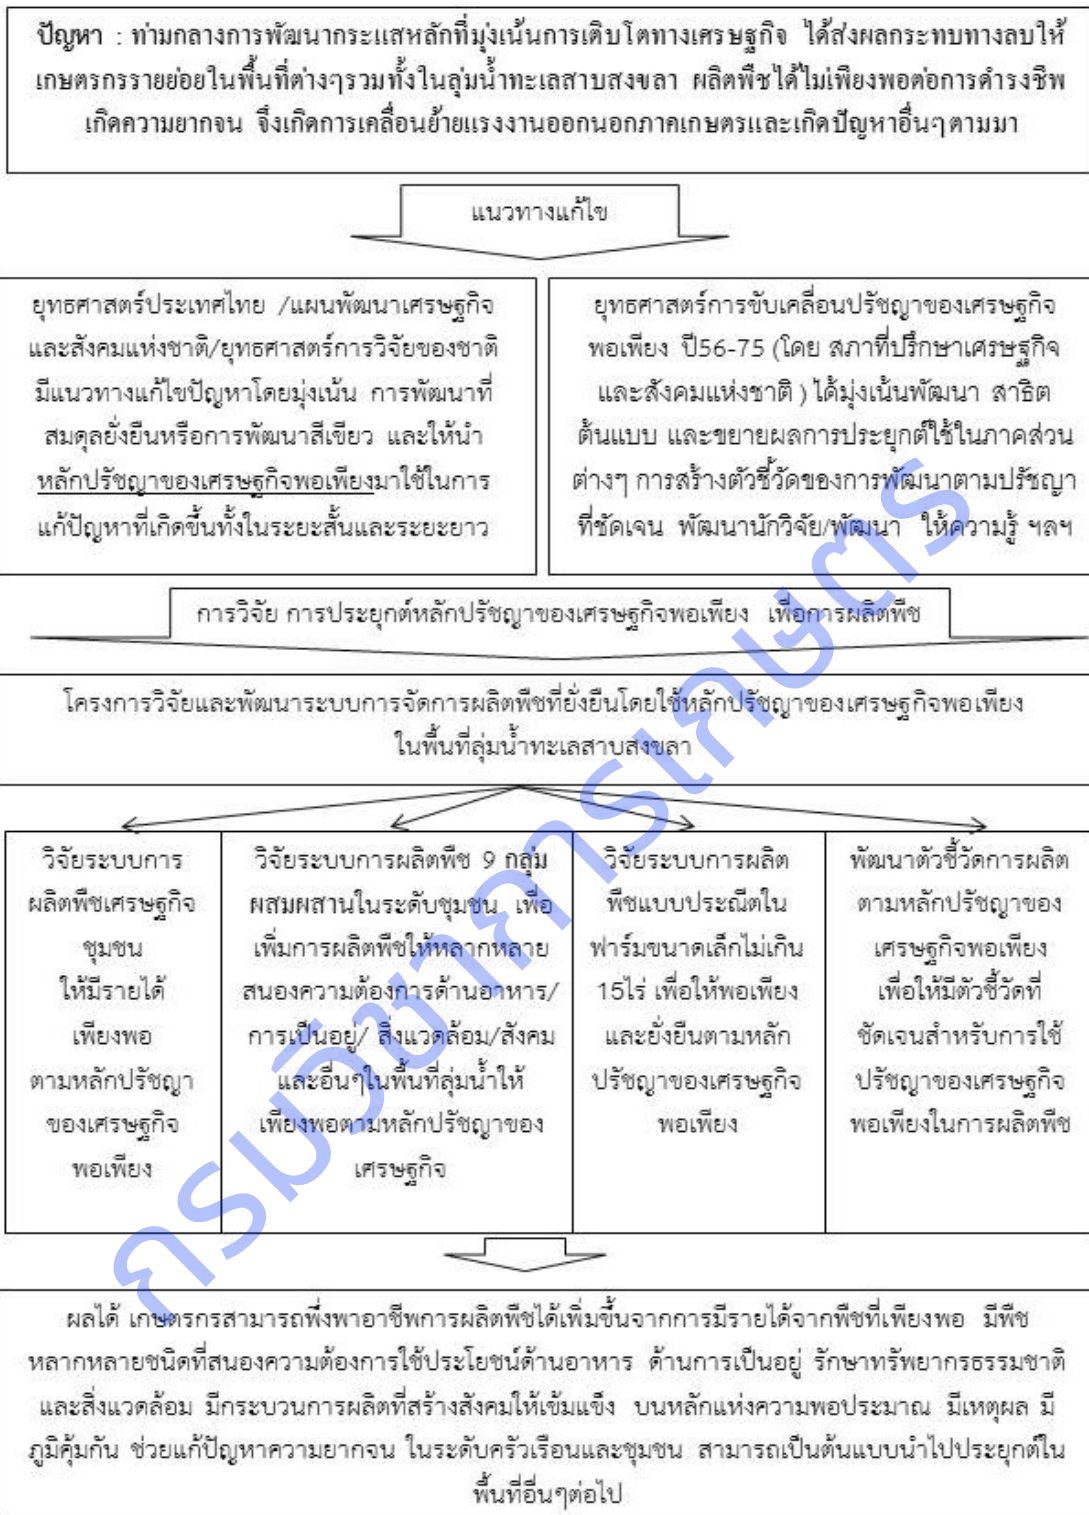 ปัญหา : ท่ามกลางการพัฒนากระแสหลักที่มุ่งเน้นการเติบโตทางเศรษฐกิจ ได้ส่งผลกระทบทางลบให้
เกษตรกรรายย่อยในพื้นที่ต่างๆรวมทั้งในลุ่มน้ำทะเลสาบสงขลา ผลิตพืชได้ไม่เพียงพอต่อการดำรงชีพ
เกิดความยากจน จึงเกิดการเคลื่อนย้ายแรงงานออกนอกภาคเกษตรและเกิดปัญหาอื่นๆตามมา
แนวทางแก้ไข
ยุทธศาสตร์ประเทศไทย /แผนพัฒนาเศรษฐกิจ
และสังคมแห่งชาติ/ยุทธศาสตร์การวิจัยของชาติ
มีแนวทางแก้ไขปัญหาโดยมุ่งเน้น การพัฒนาที่
สมดุลยั่งยืนหรือการพัฒนาสีเขียว และให้นำ
หลักปรัชญาของเศรษฐกิจพอเพียงมาใช้ในการ
แก้ปัญหาที่เกิดขึ้นทั้งในระยะสั้นและระยะยาว
ยุทธศาสตร์การขับเคลื่อนปรัชญาของเศรษฐกิจ
พอเพียง ปี56-75 (โดย สภาที่ปรึกษาเศรษฐกิจ
และสังคมแห่งชาติ ) ได้มุ่งเน้นพัฒนา สาธิต
ต้นแบบ และขยายผลการประยุกต์ใช้ในภาคส่วน
ต่างๆ การสร้างตัวชี้วัดของการพัฒนาตามปรัชญา
ที่ชัดเจน พัฒนานักวิจัย/พัฒนา ให้ความรู้ ฯลฯ
การวิจัย การประยุกต์หลักปรัชญาของเศรษฐกิจพอเพียง เพื่อการผลิตพืช
โครงการวิจัยและพัฒนาระบบการจัดการผลิตพืชที่ยั่งยืนโดยใช้หลักปรัชญาของเศรษฐกิจพอเพียง
ในพื้นที่ลุ่มน้ำทะเลสาบสงขลา
วิจัยระบบการ
ผลิตพืชเศรษฐกิจ
ชุมชน
ให้มีรายได้
เพียงพอ
ตามหลักปรัชญา
ของเศรษฐกิจ
พอเพียง
วิจัยระบบการผลิตพืช 9 กลุ่ม
ผสมผสานในระดับชุมชน เพื่อ
เพิ่มการผลิตพืชให้หลากหลาย
สนองความต้องการด้านอาหาร/
การเป็นอยู่/ สิ่งแวดล้อม/สังคม
และอื่นๆในพื้นที่ลุ่มน้ำให้
เพียงพอตามหลักปรัชญาของ
เศรษฐกิจ
วิจัยระบบการผลิต
พืชแบบประณีตใน
ฟาร์มขนาดเล็กไม่เกิน
15ไร่ เพื่อให้พอเพียง
และยั่งยืนตามหลัก
ปรัชญาของเศรษฐกิจ
พอเพียง
พัฒนาตัวชี้วัดการผลิต
ตามหลักปรัชญาของ
เศรษฐกิจพอเพียง
เพื่อให้มีตัวชี้วัดที่
ชัดเจนสำหรับการใช้
ปรัชญาของเศรษฐกิจ
พอเพียงในการผลิตพืช
ผลได้ เกษตรกรสามารถพึ่งพาอาชีพการผลิตพืชได้เพิ่มขึ้นจากการมีรายได้จากพืชที่เพียงพอ มีพืช
หลากหลายชนิดที่สนองความต้องการใช้ประโยชน์ด้านอาหาร ด้านการเป็นอยู่ รักษาทรัพยากรธรรมชาติ
และสิ่งแวดล้อม มีกระบวนการผลิตที่สร้างสังคมให้เข้มแข็ง บนหลักแห่งความพอประมาณ มีเหตุผล มี
ภูมิคุ้มกัน ช่วยแก้ปัญหาความยากจน ในระดับครัวเรือนและชุมชน สามารถเป็นต้นแบบนำไปประยุกต์ใน
พื้นที่อื่นๆต่อไป
กรมวิชาการเกษตร